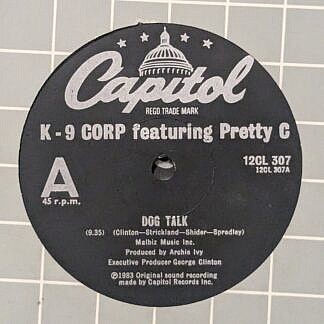 Capitol
REGD TRADE MARK
K-9 CORP featuring Pretty C
12CL 307
12CL 307A
A
45 r.p.m.
DOG TALK
(9.35) (Clinton—Strickland—Shider—Spradley)
Malbiz Music Inc.
Produced by Archie Ivy
Executive Producer George Clinton
℗1983 Original sound recording
made by Capitol Records Inc.